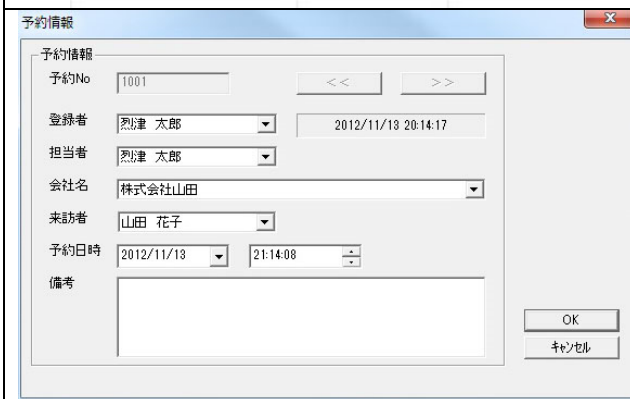 予約情報
予約情報
予約No 1001 << >>
登録者 烈津 太郎 2012/11/13 20:14:17
担当者 烈津 太郎
会社名 株式会社山田
来訪者 山田 花子
予約日時 2012/11/13 21:14:08
備考
OK
キャンセル